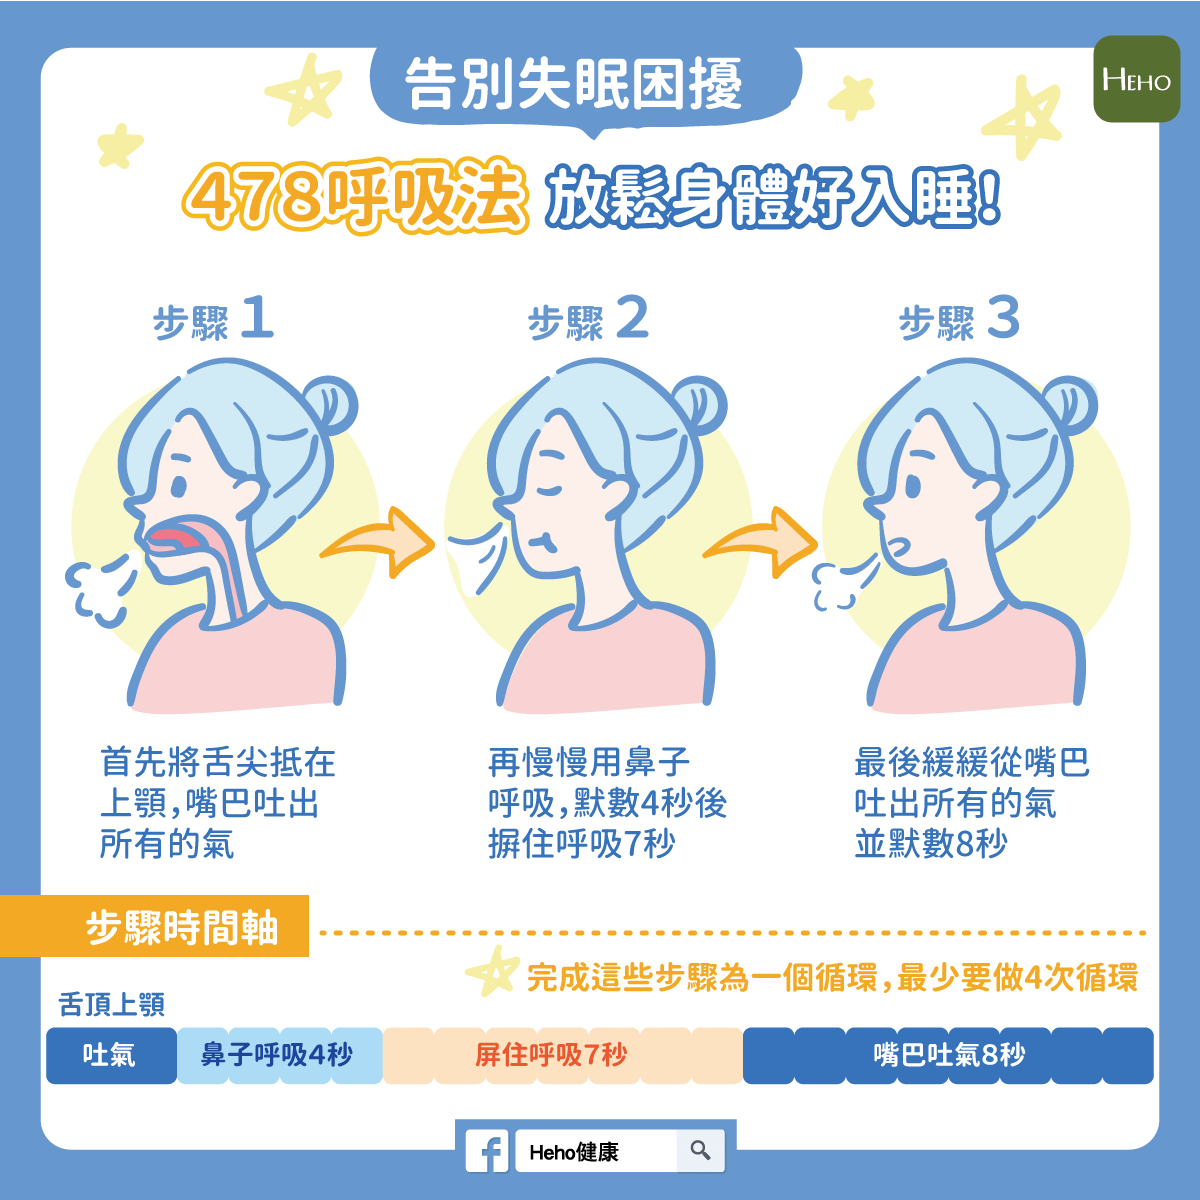 告別失眠困擾
HEHO
478呼吸法 放鬆身體好入睡!
步驟1
步驟2
步驟3
首先將舌尖抵在
上顎,嘴巴吐出
所有的氣
再慢慢用鼻子
呼吸,默數4秒後
摒住呼吸7秒
最後緩緩從嘴巴
吐出所有的氣
並默數8秒
步驟時間軸
完成這些步驟為一個循環,最少要做4次循環
舌頂上顎
吐氣
鼻子呼吸4秒
屏住呼吸7秒
嘴巴吐氣8秒
f
Heho健康